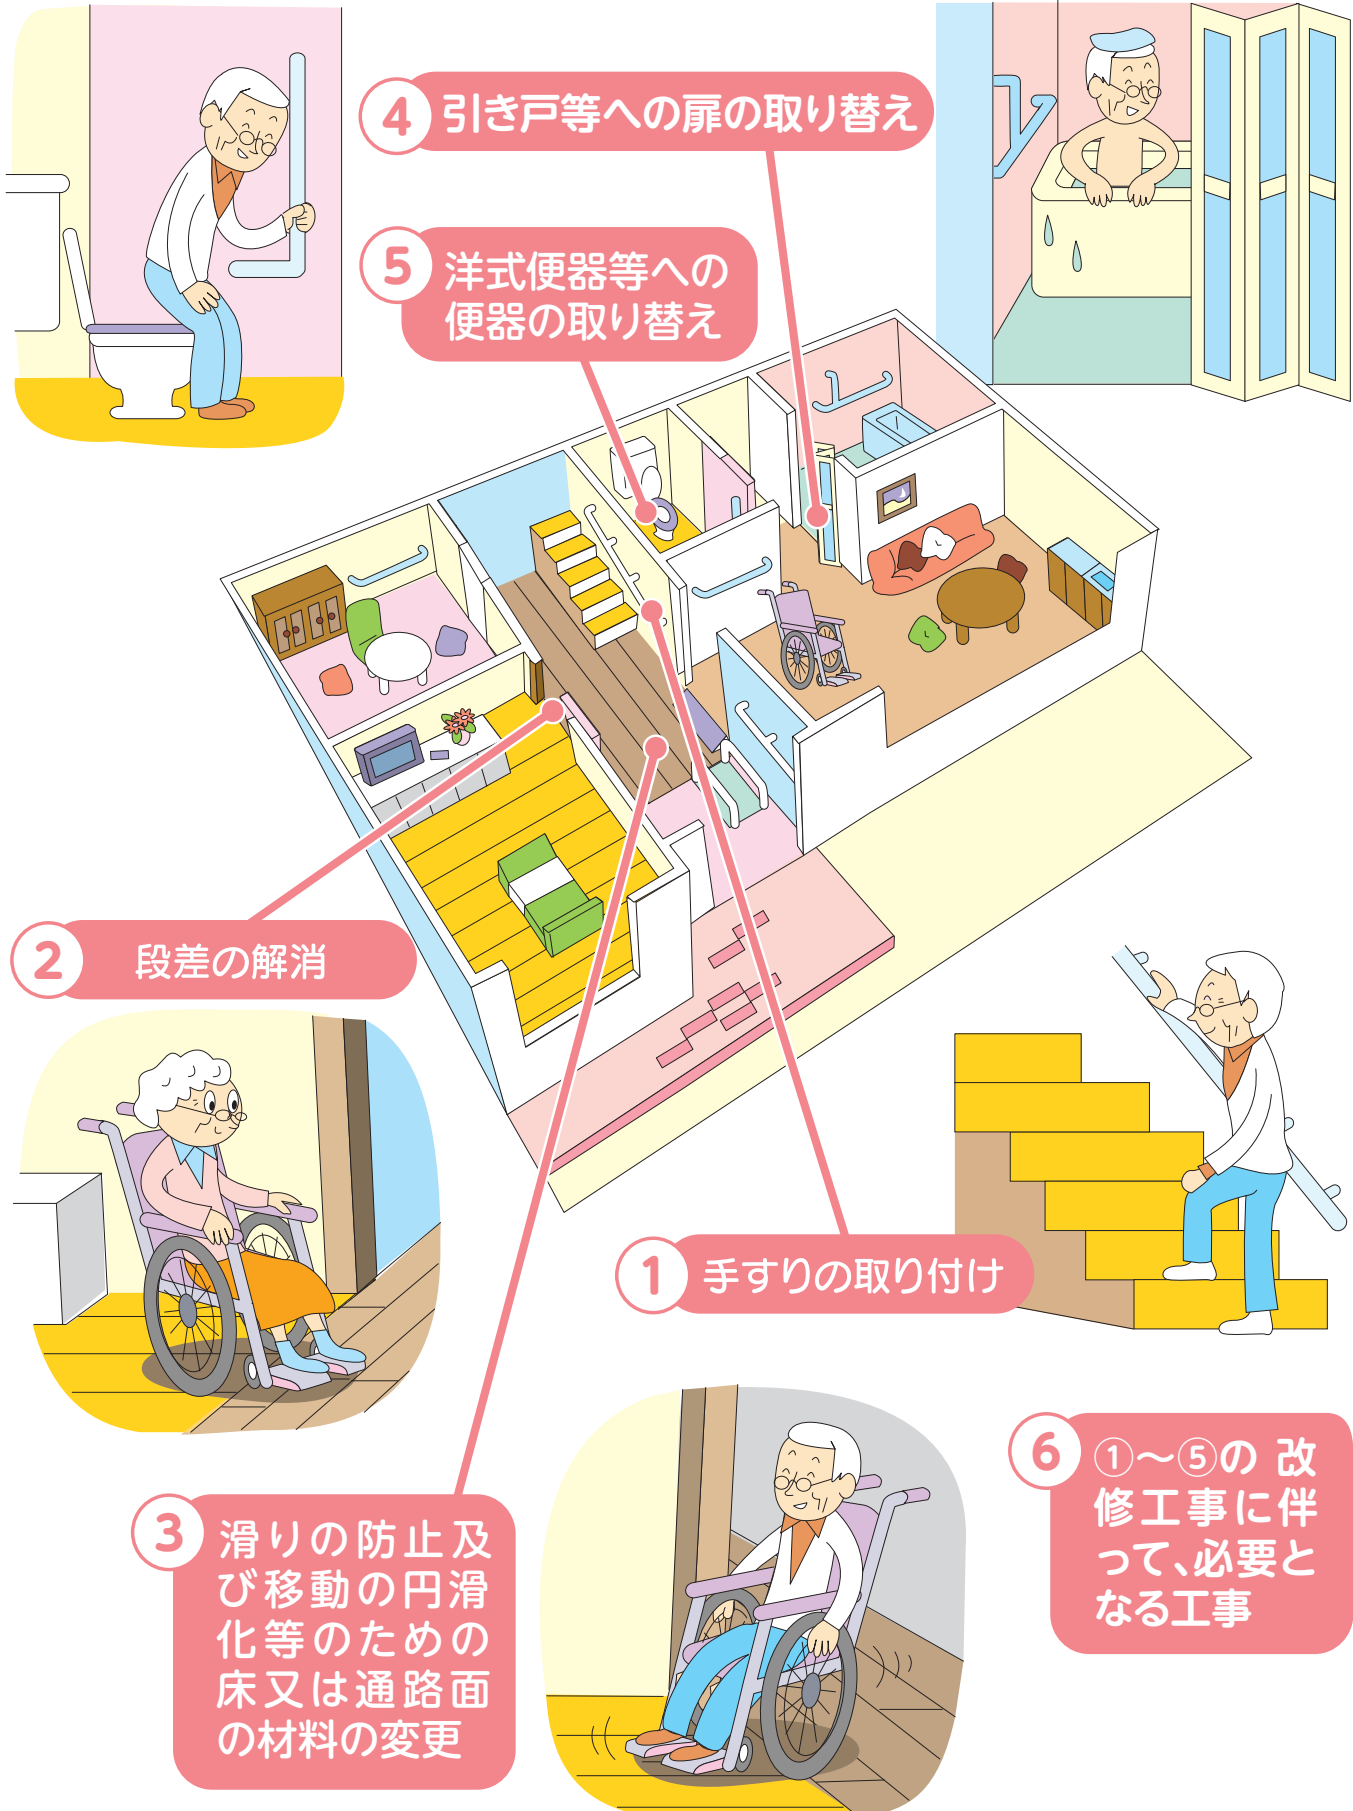 4 引き戸等への扉の取り替え
5 洋式便器等への
便器の取り替え
2 段差の解消
1 手すりの取り付け
3 滑りの防止及
び移動の円滑
化等のための
床又は通路面
の材料の変更
6 ①〜⑤の 改
修工事に伴
って、必要と
なる工事